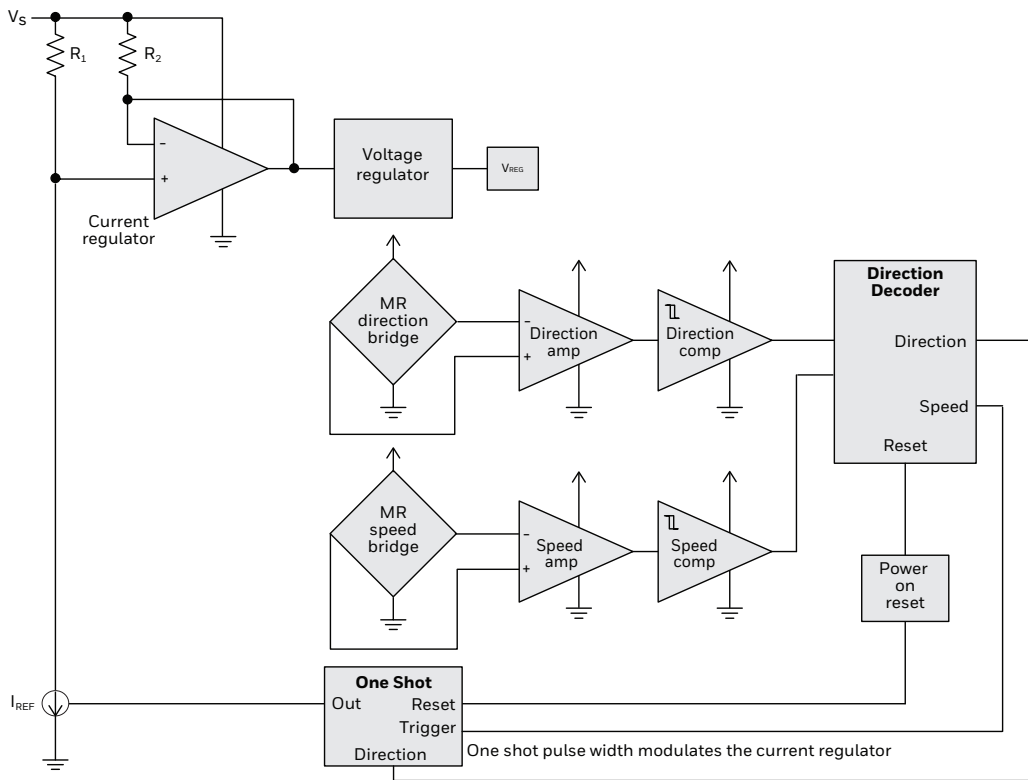 VS
R1
R2
-
+
Current
regulator
Voltage
regulator
VREG
MR
direction
bridge
-
+
Direction
amp
Direction
comp
Direction
Decoder
Direction
Speed
Reset
MR
speed
bridge
-
+
Speed
amp
Speed
comp
Power
on
reset
IREF
One Shot
Out
Reset
Trigger
Direction
One shot pulse width modulates the current regulator